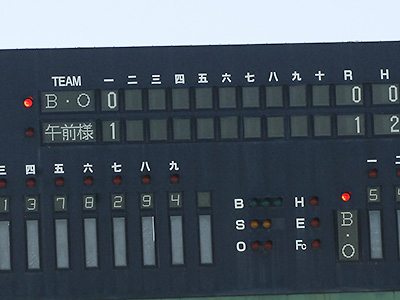 TEAM 一 二 三 四 五 六 七 八 九 十 R H
B・O 0 0 0
午前様 1 1 2
三 四 五 六 七 八 九 一 二
1 3 7 8 2 9 4 5
B H
S E
O Fc
B・O